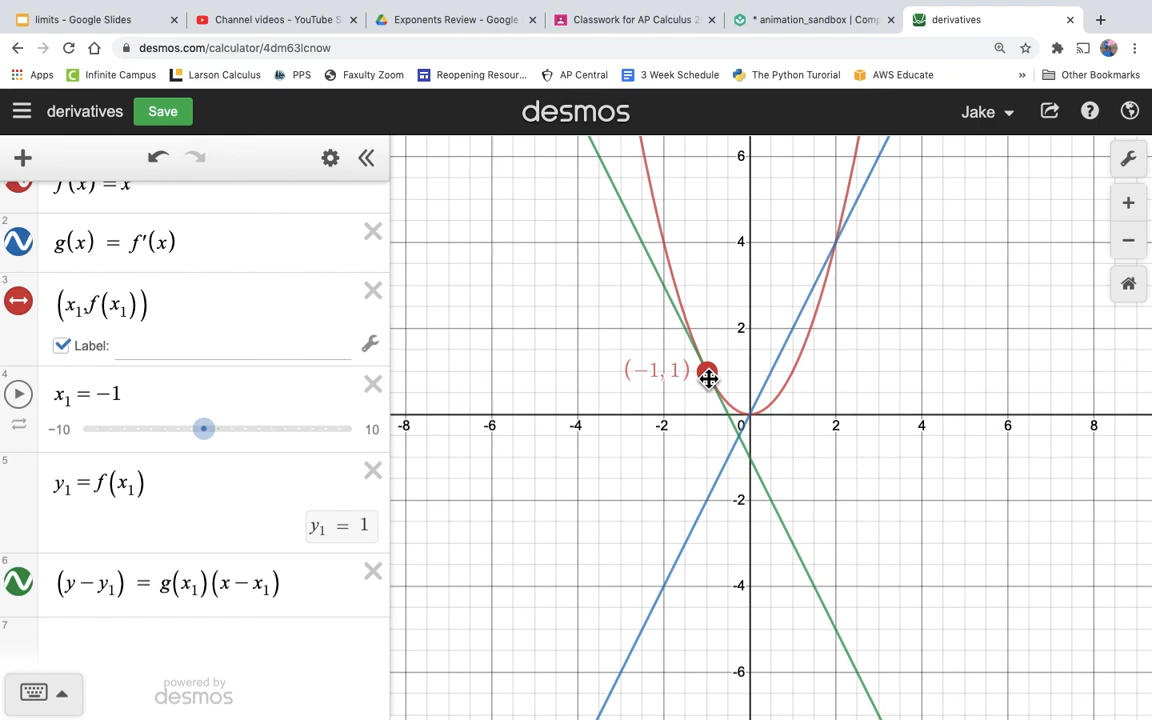 limits - Google Slides
Channel videos - YouTube S
Exponents Review - Google
Classwork for AP Calculus 2
* animation_sandbox | Comp
derivatives
desmos.com/calculator/4dm63lcnow
Apps
Infinite Campus
Larson Calculus
PPS
Faxulty Zoom
Reopening Resour...
AP Central
3 Week Schedule
The Python Turorial
AWS Educate
»
Other Bookmarks
derivatives
Save
desmos
Jake
f(x) = x
2
g(x) = f′(x)
3
(x₁, f(x₁))
Label:
4
x₁ = −1
−10
10
5
y₁ = f(x₁)
y₁ = 1
6
(y − y₁) = g(x₁)(x − x₁)
7
powered by
desmos
6
4
2
(−1, 1)
-8
-6
-4
-2
0
2
4
6
8
-2
-4
-6